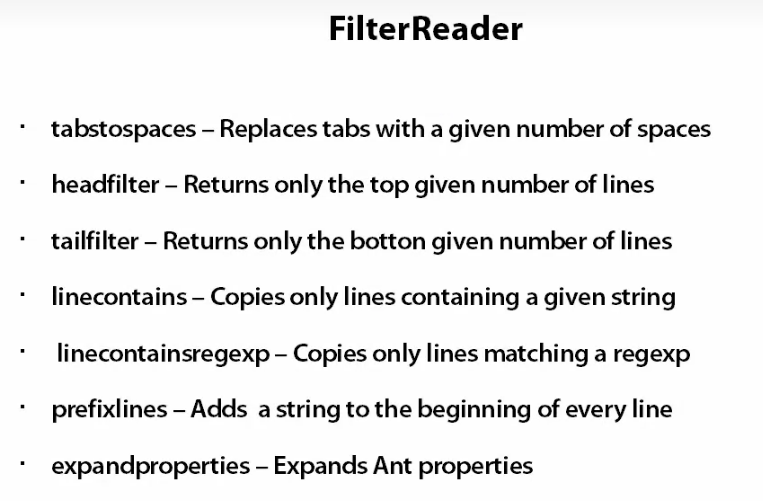 FilterReader
· tabstospaces – Replaces tabs with a given number of spaces
· headfilter – Returns only the top given number of lines
· tailfilter – Returns only the botton given number of lines
· linecontains – Copies only lines containing a given string
· linecontainsregexp – Copies only lines matching a regexp
· prefixlines – Adds a string to the beginning of every line
· expandproperties – Expands Ant properties